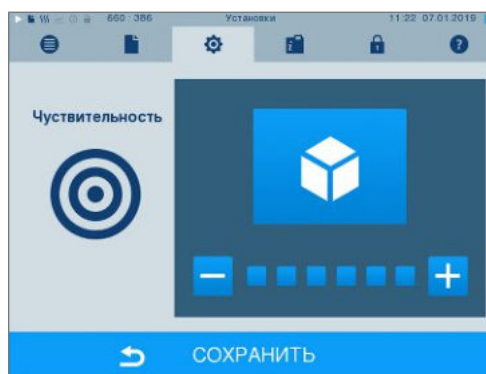 660 : 386 Установки 11:22 07.01.2019
Чуствительность
СОХРАНИТЬ